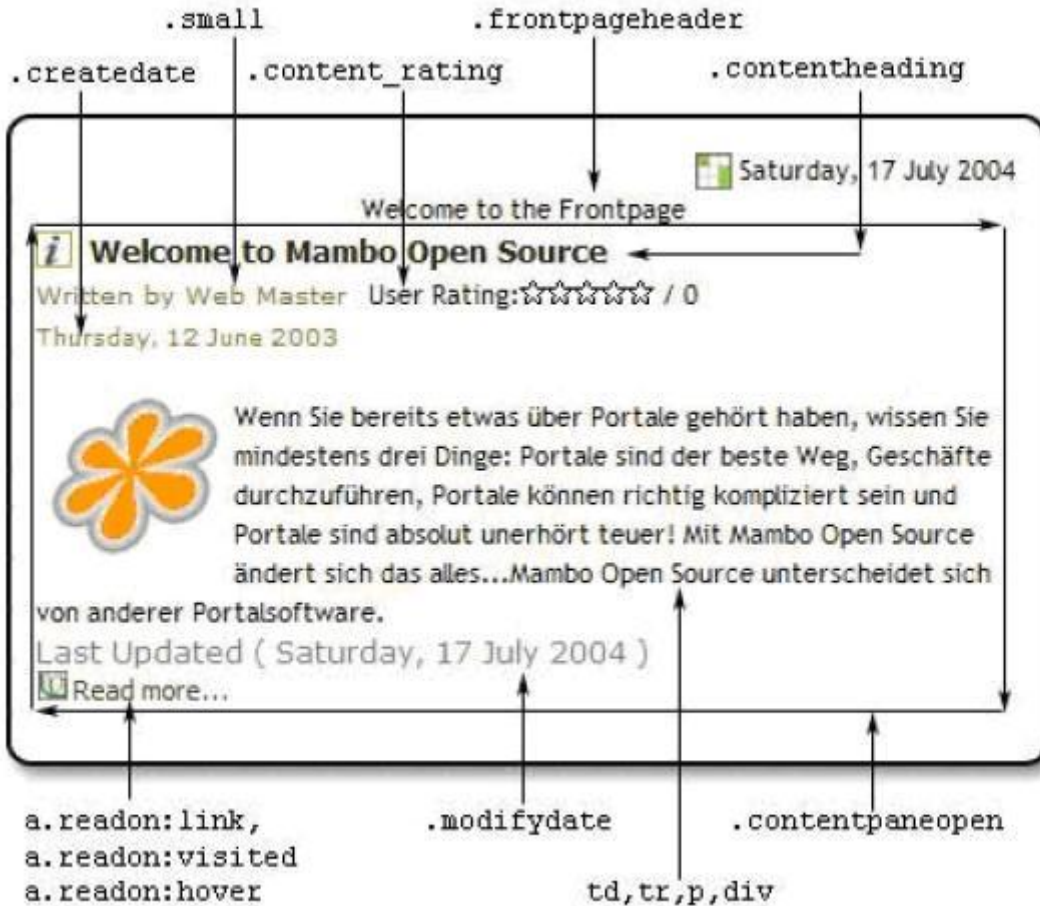 .small
.frontpageheader
.createdate
.content_rating
.contentheading
Saturday, 17 July 2004
Welcome to the Frontpage
i Welcome to Mambo Open Source
Written by Web Master User Rating: / 0
Thursday, 12 June 2003
Wenn Sie bereits etwas über Portale gehört haben, wissen Sie
mindestens drei Dinge: Portale sind der beste Weg, Geschäfte
durchzuführen, Portale können richtig kompliziert sein und
Portale sind absolut unerhört teuer! Mit Mambo Open Source
ändert sich das alles...Mambo Open Source unterscheidet sich
von anderer Portalsoftware.
Last Updated ( Saturday, 17 July 2004 )
Read more...
a.readon:link,
a.readon:visited
a.readon:hover
.modifydate
.contentpaneopen
td,tr,p,div